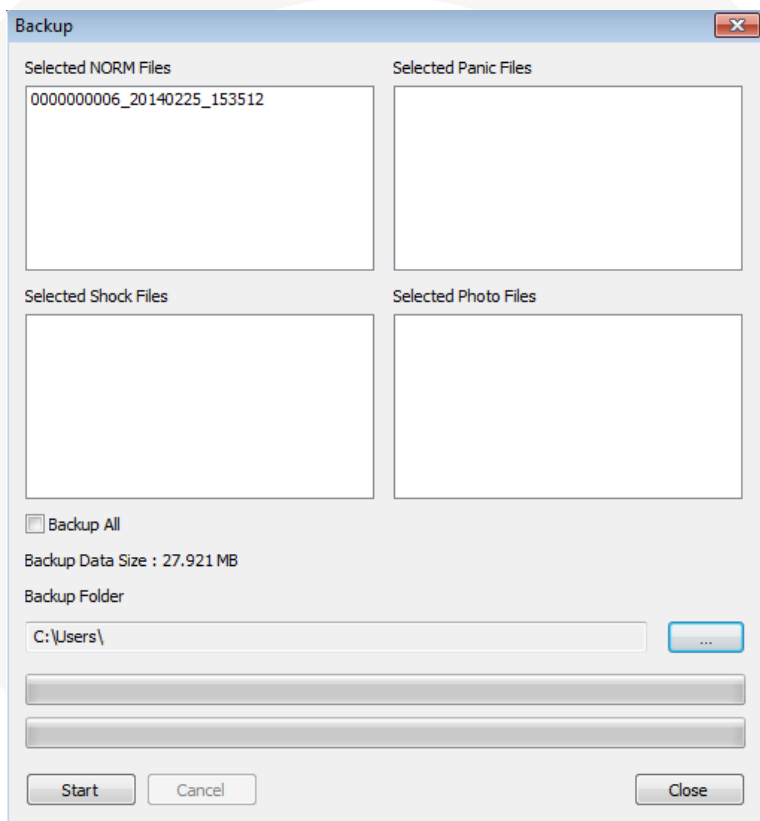 Backup
Selected NORM Files
Selected Panic Files
0000000006_20140225_153512
Selected Shock Files
Selected Photo Files
Backup All
Backup Data Size : 27.921 MB
Backup Folder
C:\Users\
...
Start
Cancel
Close